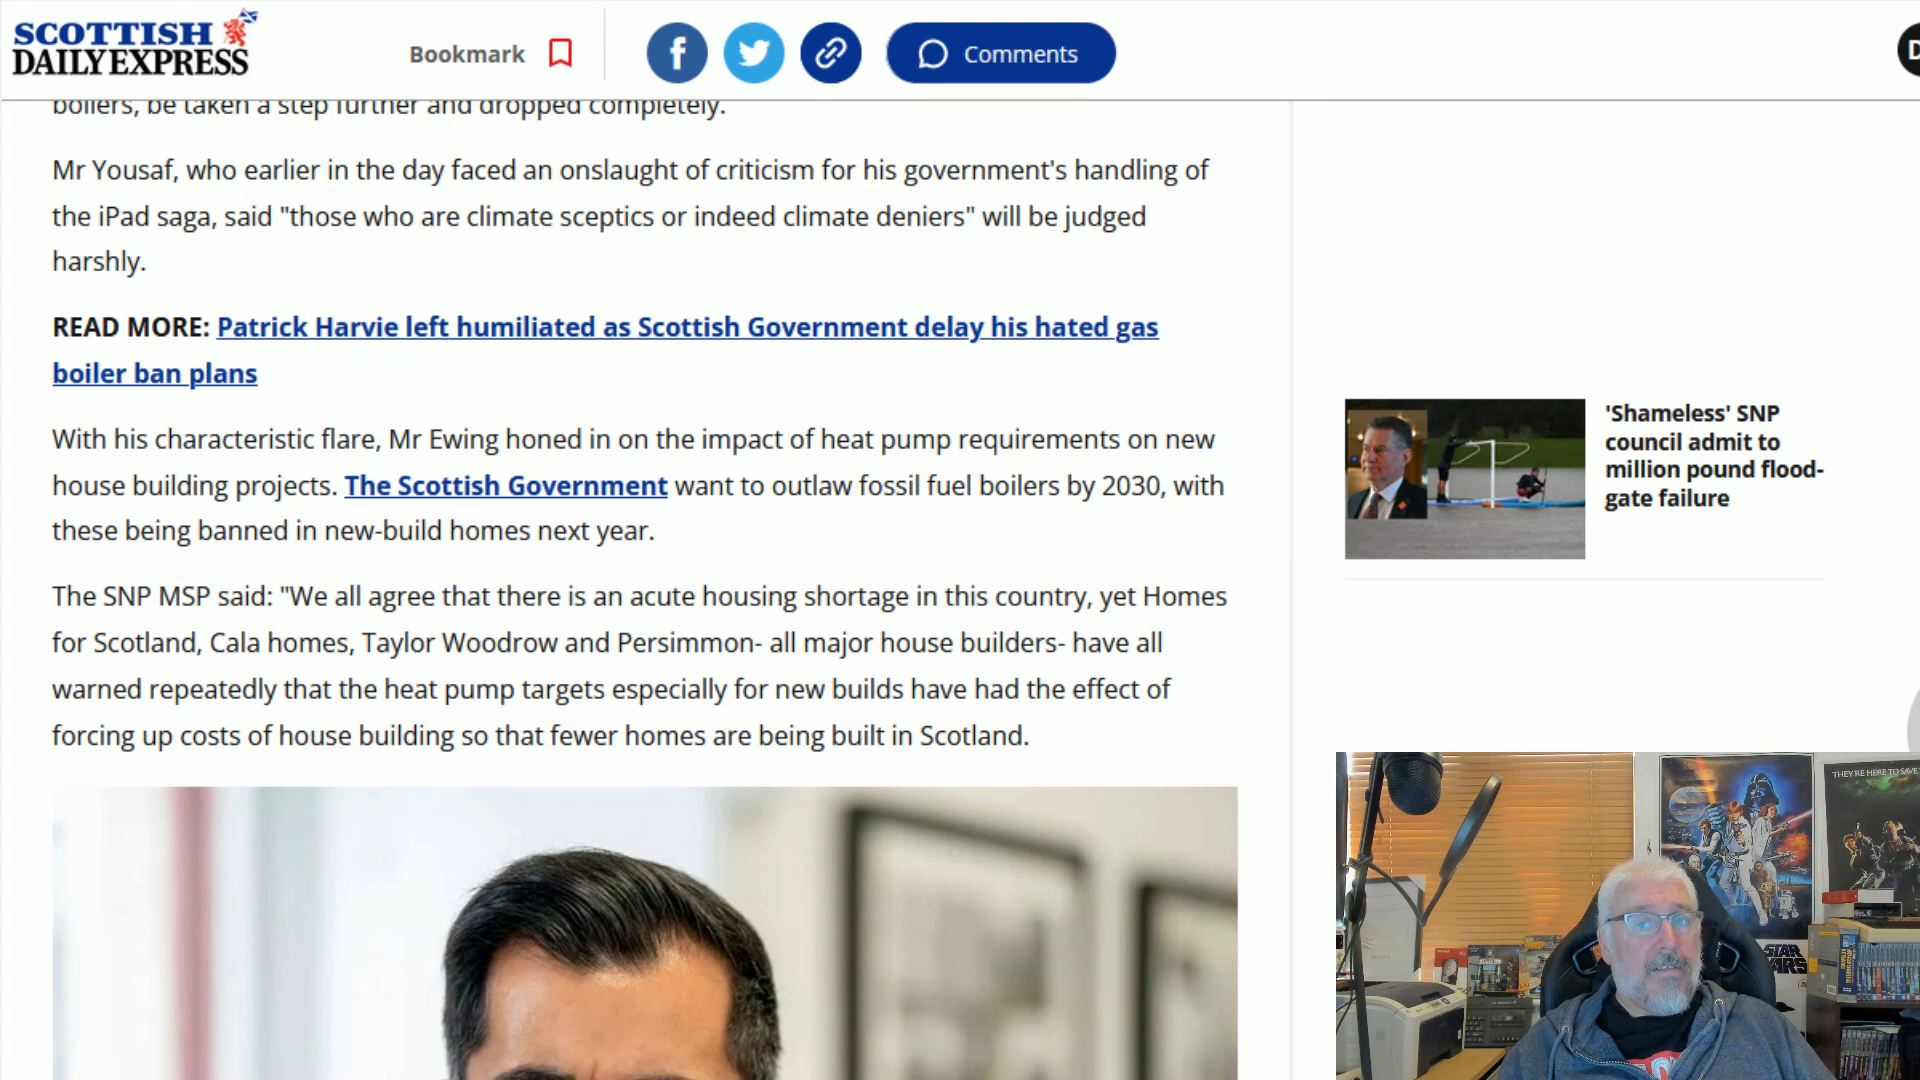 SCOTTISH
DAILY EXPRESS
Bookmark
Comments
D
boilers, be taken a step further and dropped completely.
Mr Yousaf, who earlier in the day faced an onslaught of criticism for his government's handling of
the iPad saga, said "those who are climate sceptics or indeed climate deniers" will be judged
harshly.
READ MORE: Patrick Harvie left humiliated as Scottish Government delay his hated gas
boiler ban plans
With his characteristic flare, Mr Ewing honed in on the impact of heat pump requirements on new
house building projects. The Scottish Government want to outlaw fossil fuel boilers by 2030, with
these being banned in new-build homes next year.
The SNP MSP said: "We all agree that there is an acute housing shortage in this country, yet Homes
for Scotland, Cala homes, Taylor Woodrow and Persimmon- all major house builders- have all
warned repeatedly that the heat pump targets especially for new builds have had the effect of
forcing up costs of house building so that fewer homes are being built in Scotland.
'Shameless' SNP
council admit to
million pound flood-
gate failure
THEY'RE HERE TO SAVE
STAR
WARS